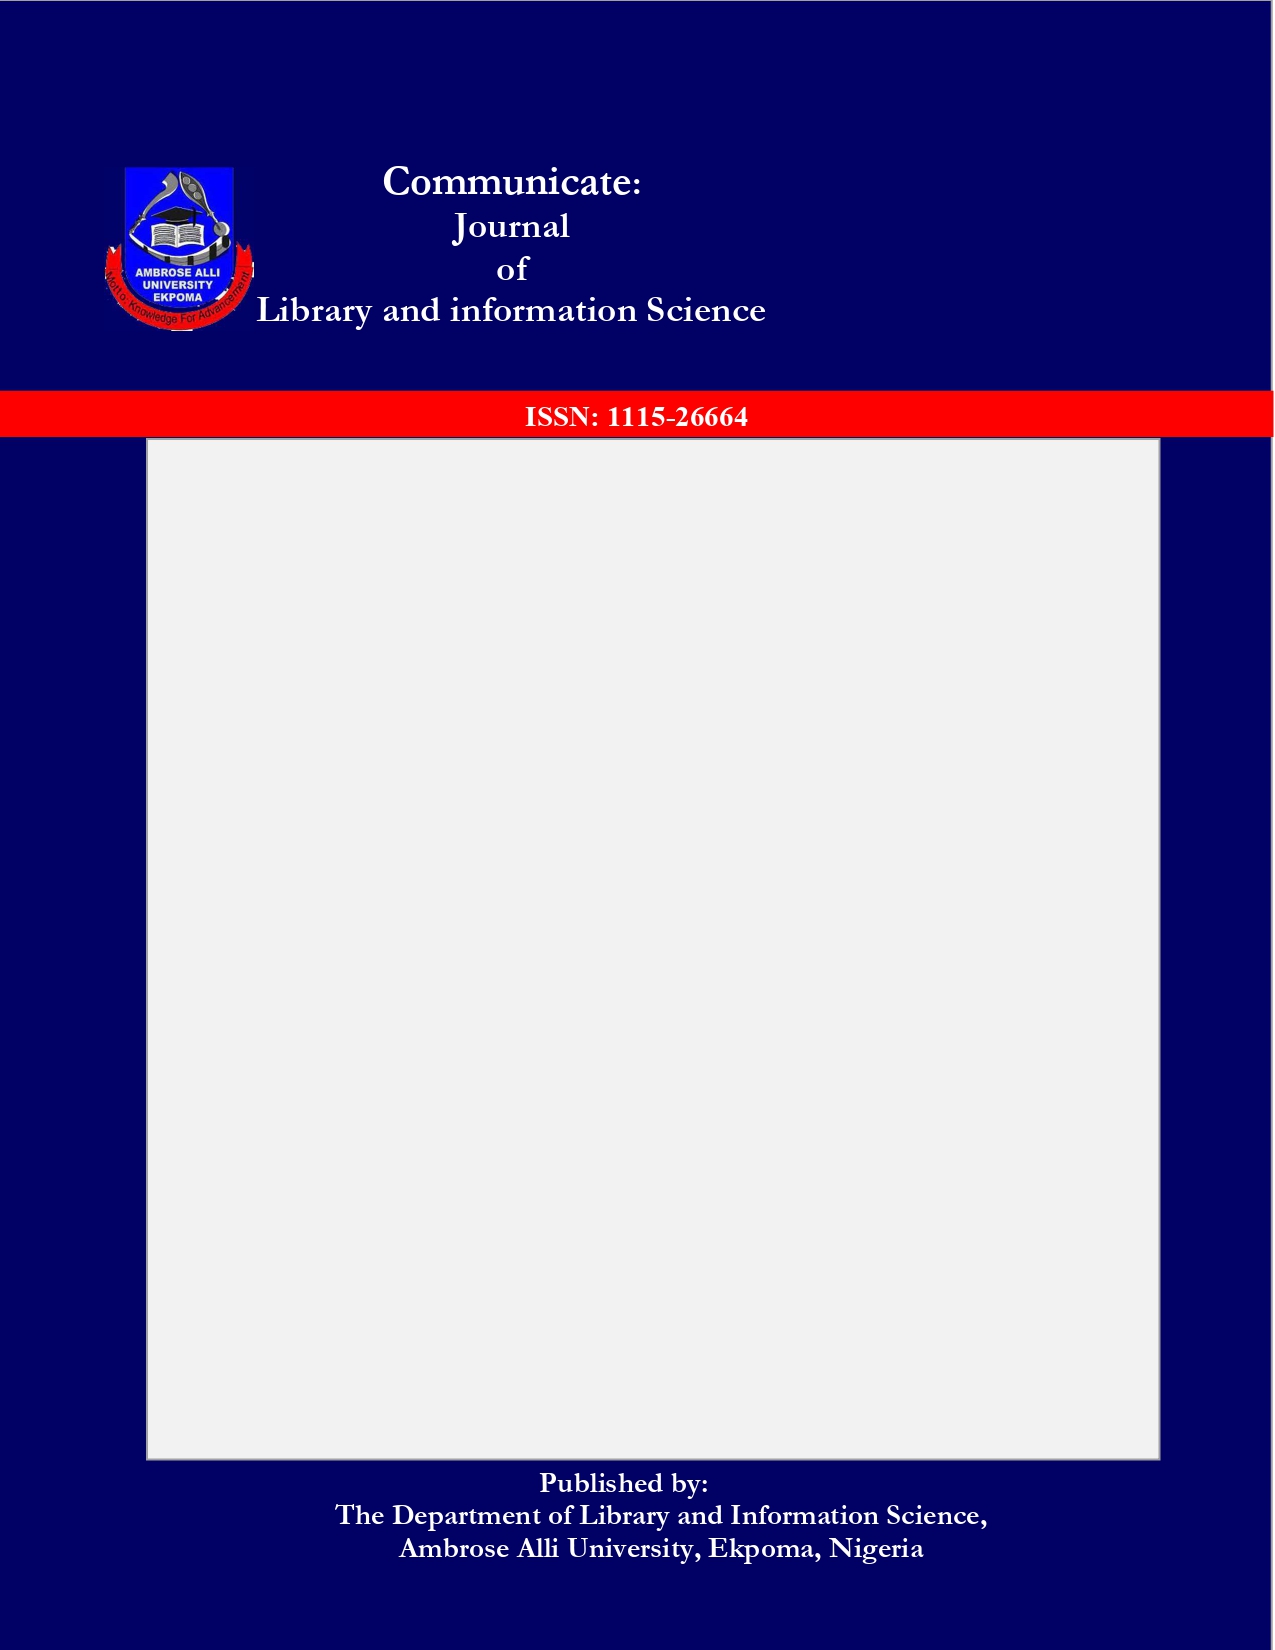 Communicate:
Journal
of
Library and information Science
AMBROSE ALLI
UNIVERSITY
EKPOMA
Motto: Knowledge For Advancement
ISSN: 1115-26664
Published by:
The Department of Library and Information Science,
Ambrose Alli University, Ekpoma, Nigeria